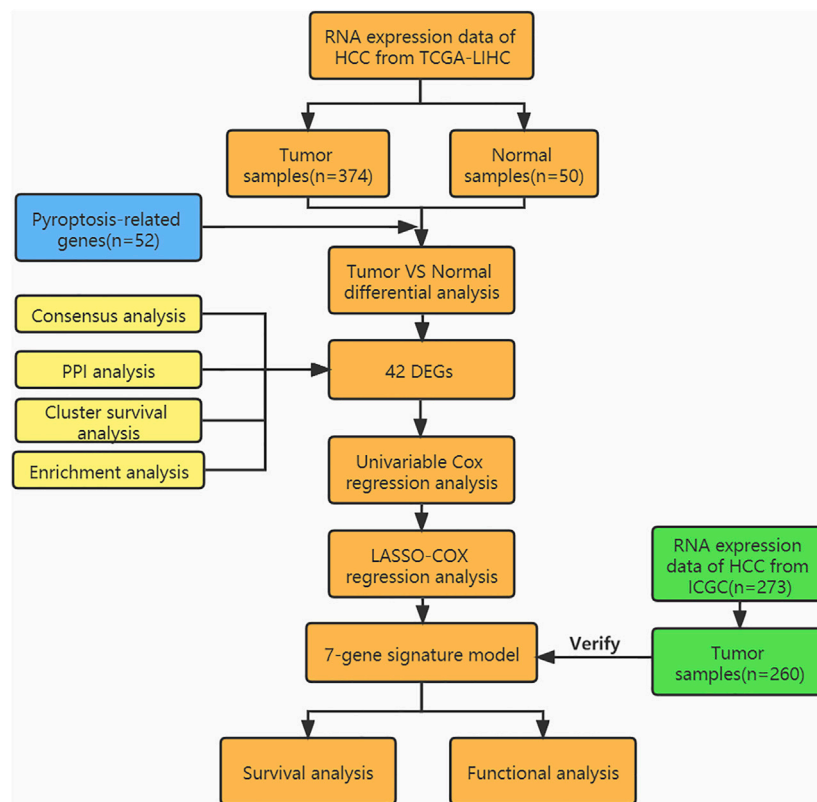 RNA expression data of
HCC from TCGA-LIHC
Tumor
samples(n=374)
Normal
samples(n=50)
Pyroptosis-related
genes(n=52)
Tumor VS Normal
differential analysis
Consensus analysis
PPI analysis
Cluster survival
analysis
Enrichment analysis
42 DEGs
Univariable Cox
regression analysis
LASSO-COX
regression analysis
RNA expression
data of HCC from
ICGC(n=273)
7-gene signature model
Verify
Tumor
samples(n=260)
Survival analysis
Functional analysis